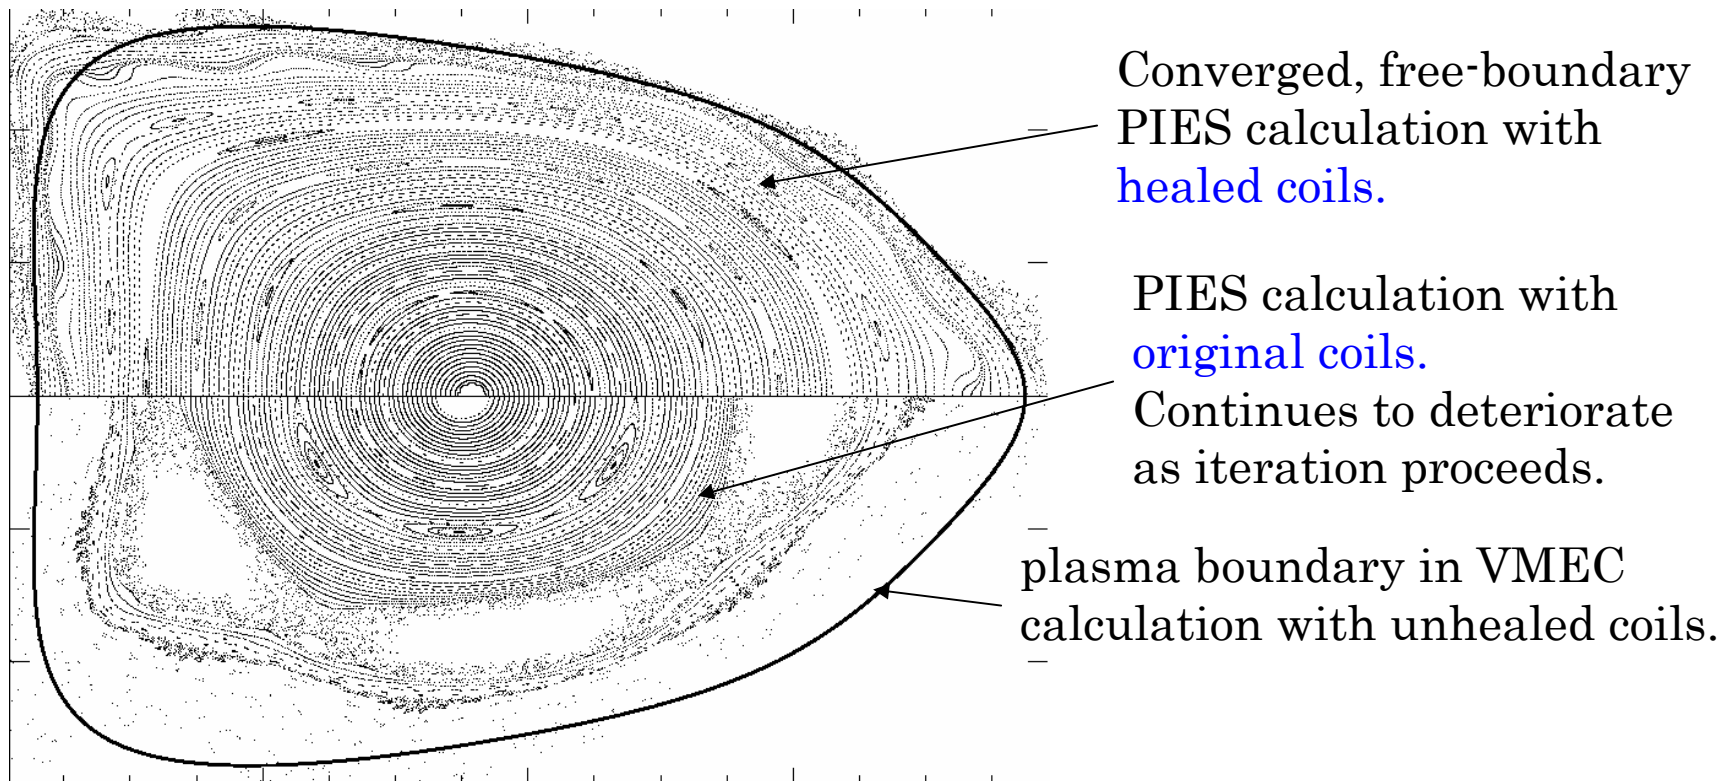 Converged, free-boundary
PIES calculation with
healed coils.
PIES calculation with
original coils.
Continues to deteriorate
as iteration proceeds.
plasma boundary in VMEC
calculation with unhealed coils.